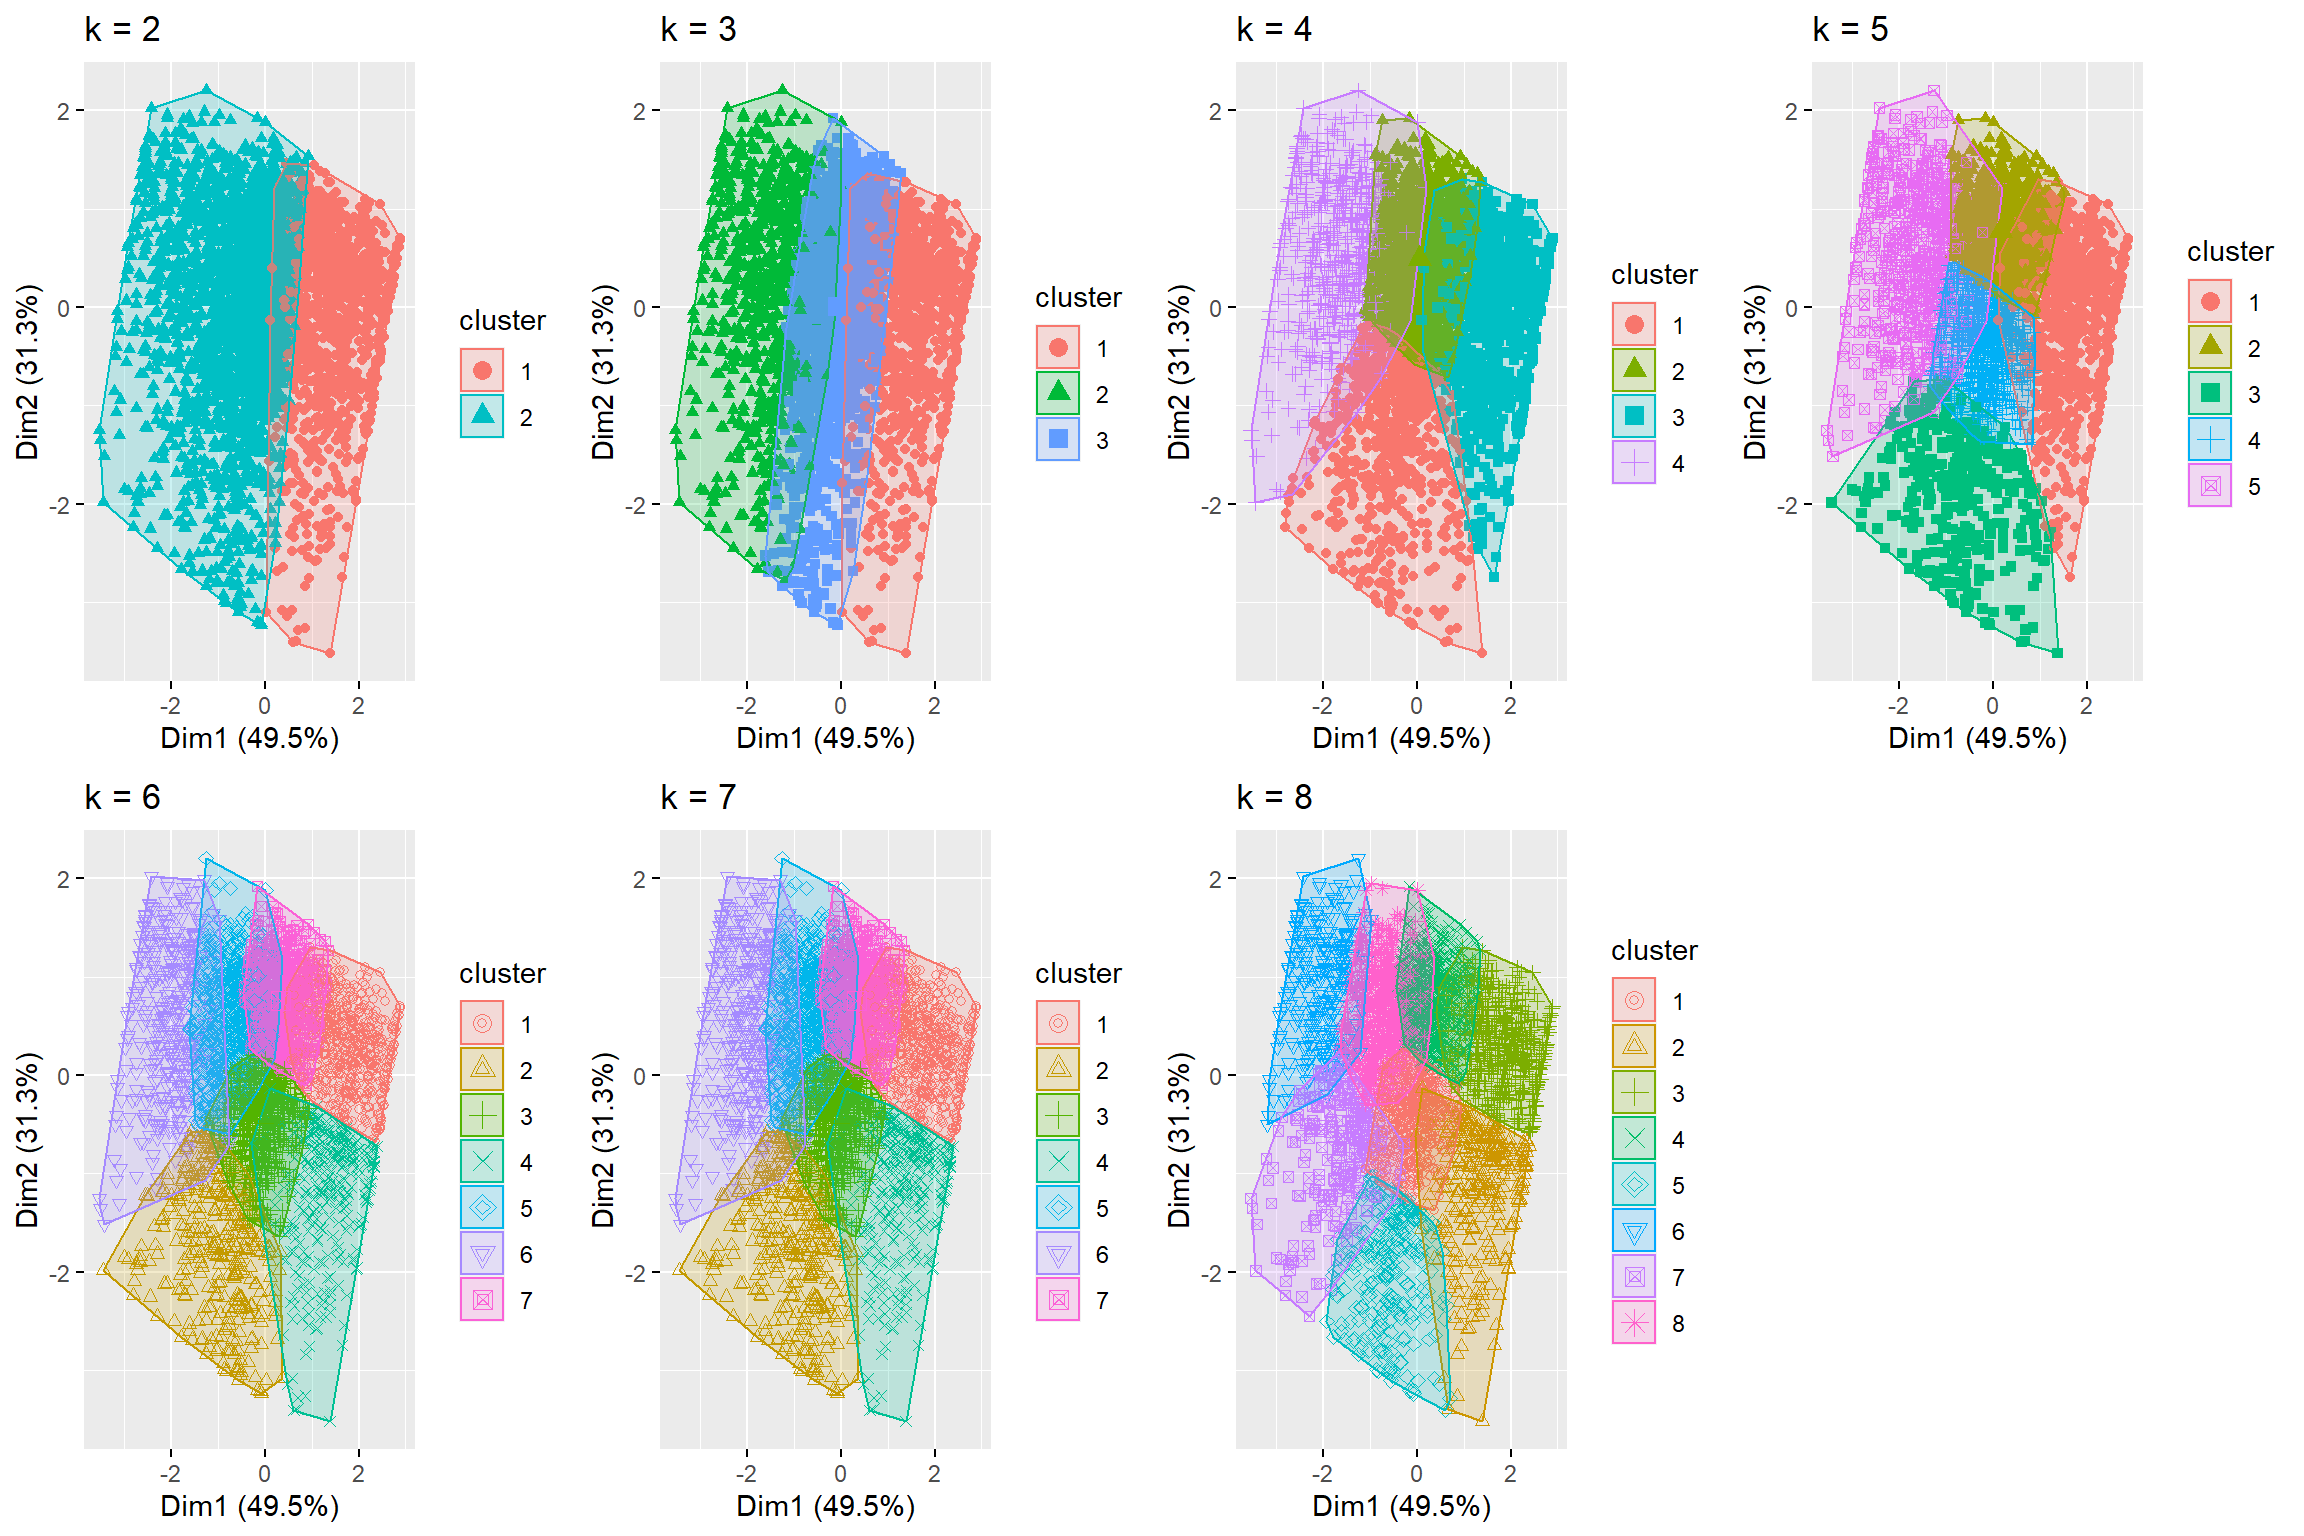 k = 2
2
0
-2
Dim2 (31.3%)
-2 0 2
Dim1 (49.5%)
cluster
1
2
k = 3
2
0
-2
Dim2 (31.3%)
-2 0 2
Dim1 (49.5%)
cluster
1
2
3
k = 4
2
0
-2
Dim2 (31.3%)
-2 0 2
Dim1 (49.5%)
cluster
1
2
3
4
k = 5
2
0
-2
Dim2 (31.3%)
-2 0 2
Dim1 (49.5%)
cluster
1
2
3
4
5
k = 6
2
0
-2
Dim2 (31.3%)
-2 0 2
Dim1 (49.5%)
cluster
1
2
3
4
5
6
7
k = 7
2
0
-2
Dim2 (31.3%)
-2 0 2
Dim1 (49.5%)
cluster
1
2
3
4
5
6
7
k = 8
2
0
-2
Dim2 (31.3%)
-2 0 2
Dim1 (49.5%)
cluster
1
2
3
4
5
6
7
8